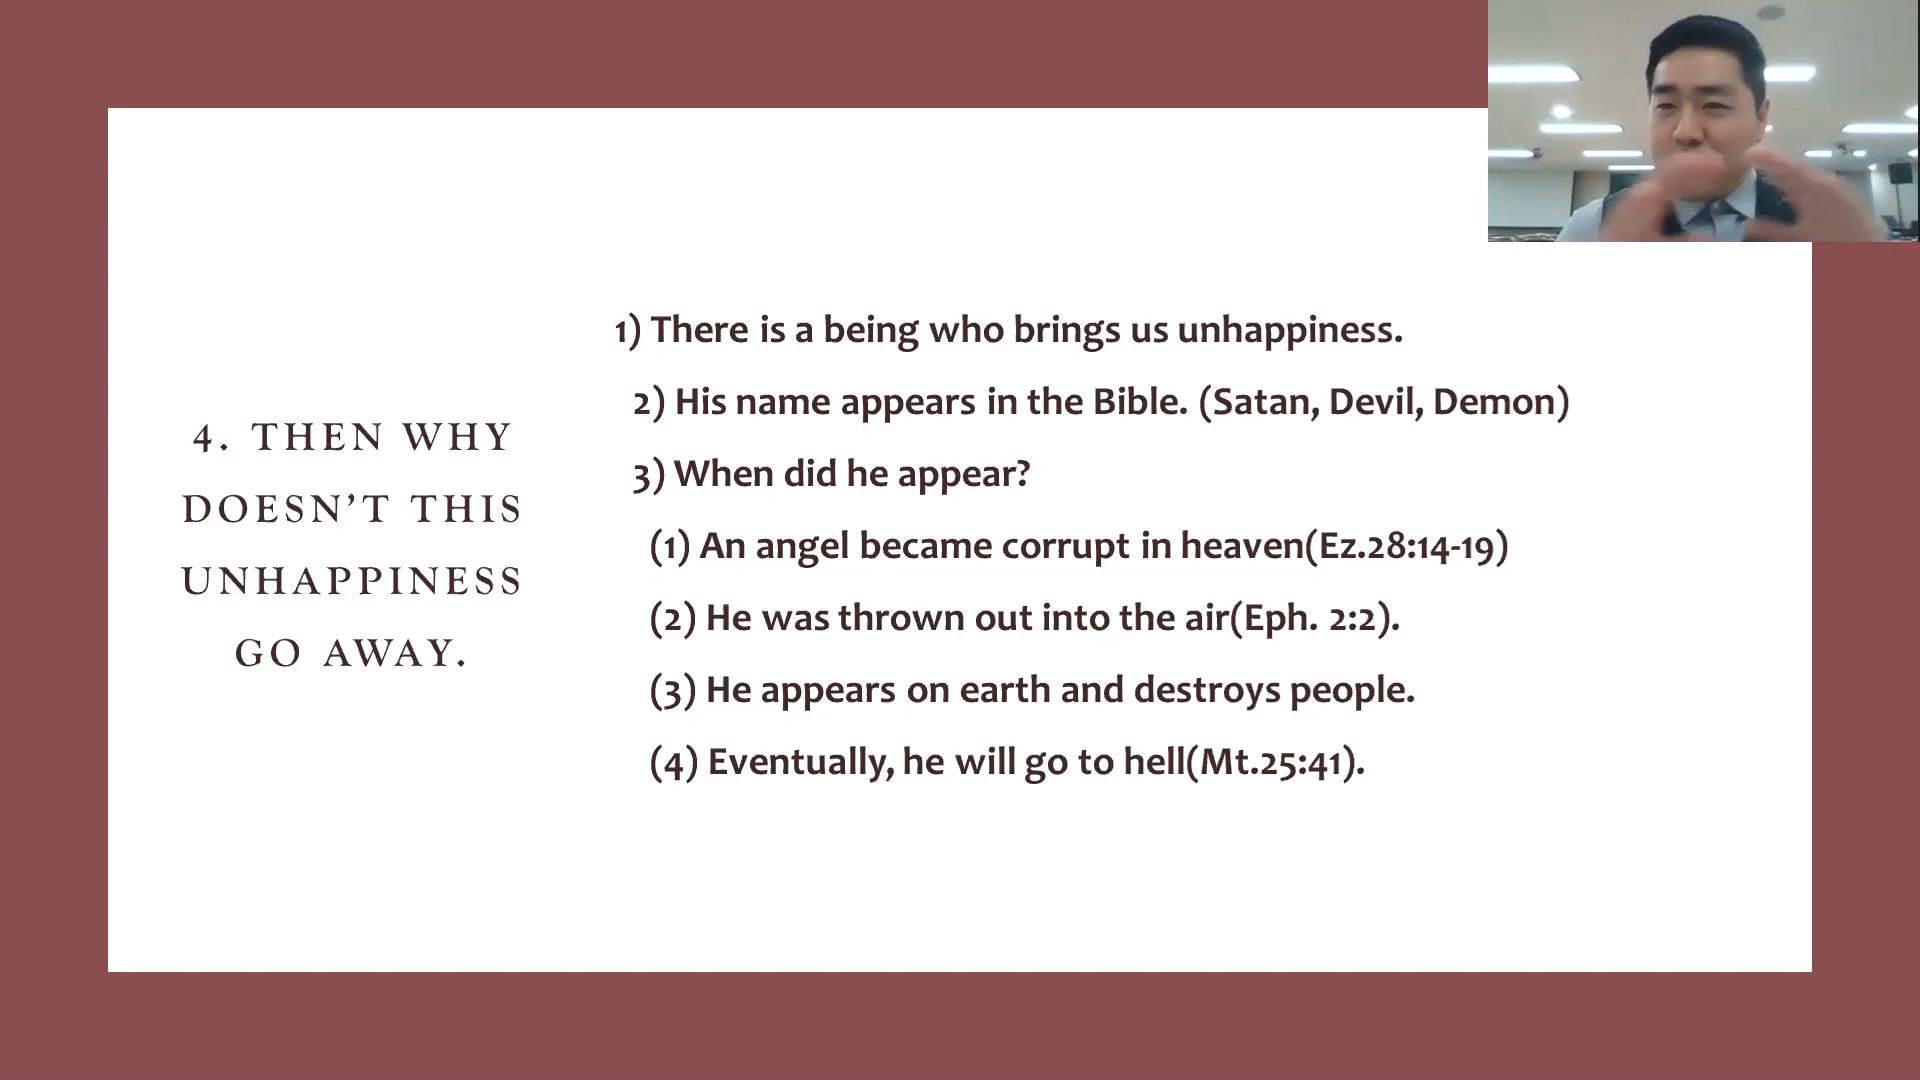 4. THEN WHY
DOESN’T THIS
UNHAPPINESS
GO AWAY.
1) There is a being who brings us unhappiness.
2) His name appears in the Bible. (Satan, Devil, Demon)
3) When did he appear?
(1) An angel became corrupt in heaven(Ez.28:14-19)
(2) He was thrown out into the air(Eph. 2:2).
(3) He appears on earth and destroys people.
(4) Eventually, he will go to hell(Mt.25:41).